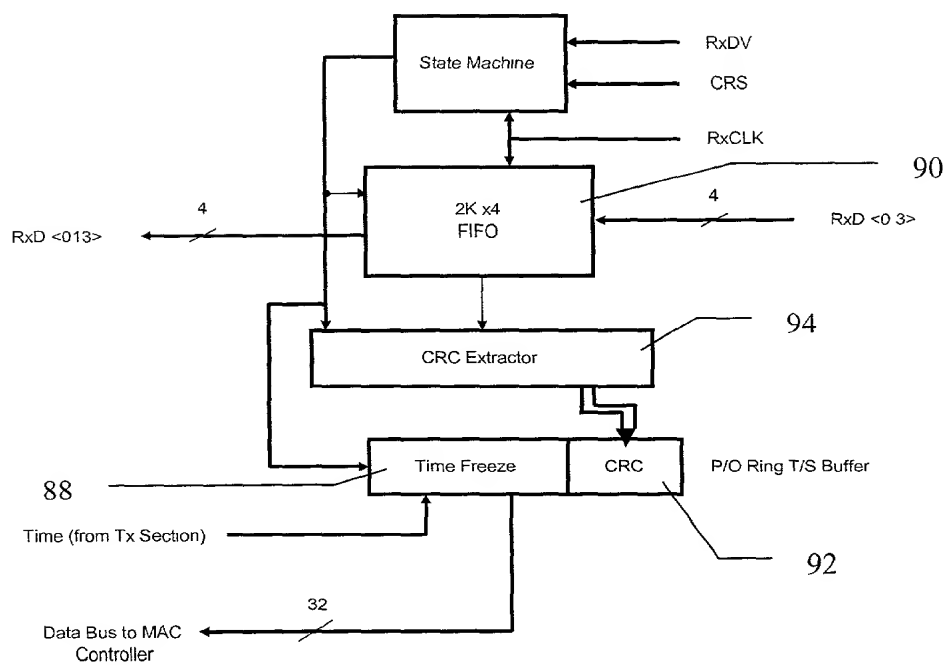 State Machine
RxDV
CRS
RxCLK
90
2K x4
FIFO
4
4
RxD <013>
RxD <0 3>
94
CRC Extractor
Time Freeze
CRC
P/O Ring T/S Buffer
88
Time (from Tx Section)
92
32
Data Bus to MAC
Controller